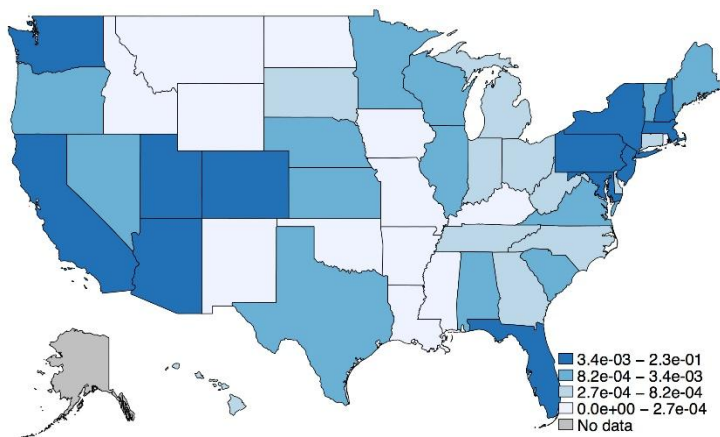 3.4e-03 – 2.3e-01
8.2e-04 – 3.4e-03
2.7e-04 – 8.2e-04
0.0e+00 – 2.7e-04
No data